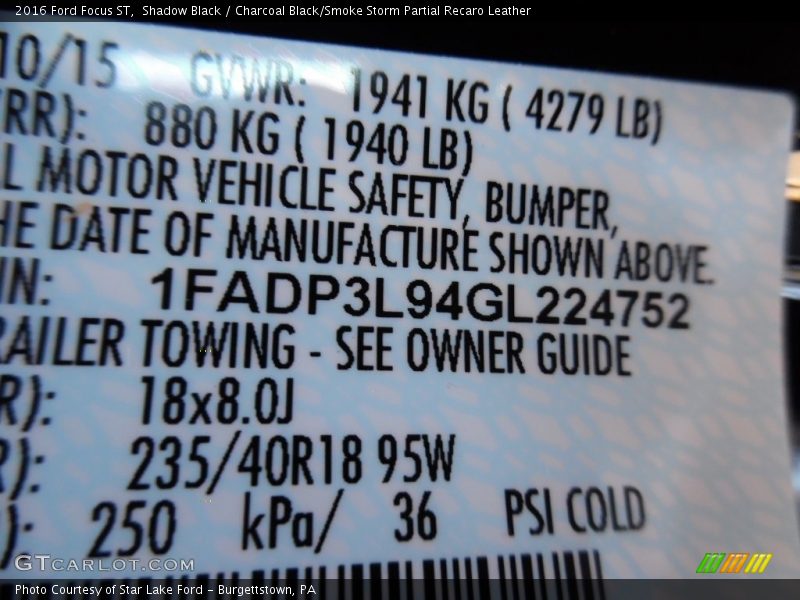 2016 Ford Focus ST,  Shadow Black / Charcoal Black/Smoke Storm Partial Recaro Leather
10/15 GVWR: 1941 KG ( 4279 LB)
RR): 880 KG ( 1940 LB)
L MOTOR VEHICLE SAFETY, BUMPER,
HE DATE OF MANUFACTURE SHOWN ABOVE.
IN: 1FADP3L94GL224752
RAILER TOWING - SEE OWNER GUIDE
R): 18x8.0J
R): 235/40R18 95W
): 250 kPa/ 36 PSI COLD
GTCARLOT.COM
Photo Courtesy of Star Lake Ford - Burgettstown, PA